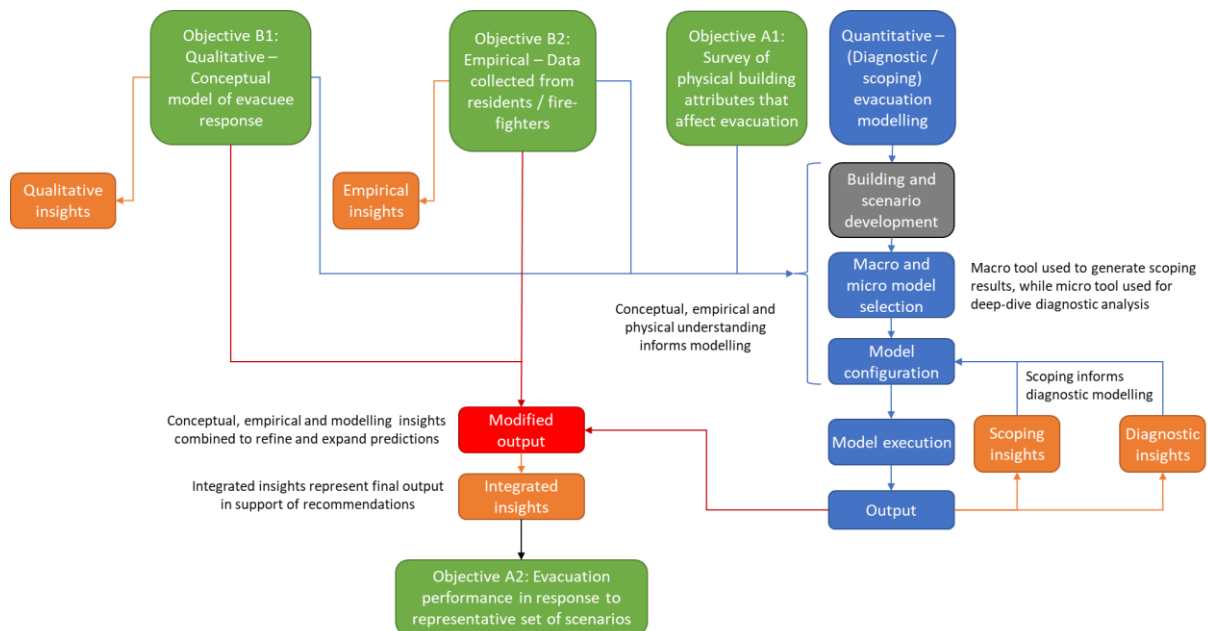 Objective B1:
Qualitative –
Conceptual
model of evacuee
response
Objective B2:
Empirical – Data
collected from
residents / fire-
fighters
Objective A1:
Survey of
physical building
attributes that
affect evacuation
Quantitative –
(Diagnostic /
scoping)
evacuation
modelling
Qualitative
insights
Empirical
insights
Building and
scenario
development
Macro and
micro model
selection
Macro tool used to generate scoping
results, while micro tool used for
deep-dive diagnostic analysis
Conceptual, empirical and
physical understanding
informs modelling
Model
configuration
Scoping informs
diagnostic modelling
Conceptual, empirical and modelling insights
combined to refine and expand predictions
Modified
output
Model execution
Scoping
insights
Diagnostic
insights
Integrated insights represent final output
in support of recommendations
Integrated
insights
Output
Objective A2: Evacuation
performance in response to
representative set of scenarios